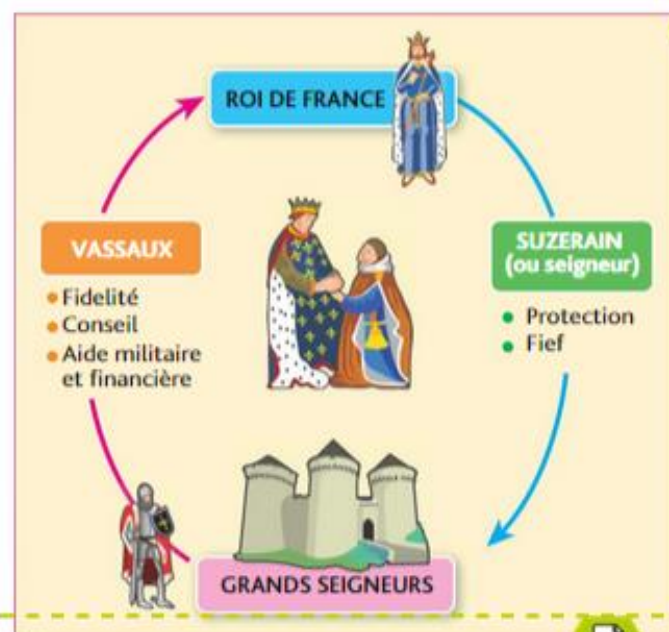 ROI DE FRANCE
VASSAUX
• Fidelité
• Conseil
• Aide militaire
et financière
SUZERAIN
(ou seigneur)
• Protection
• Fief
GRANDS SEIGNEURS